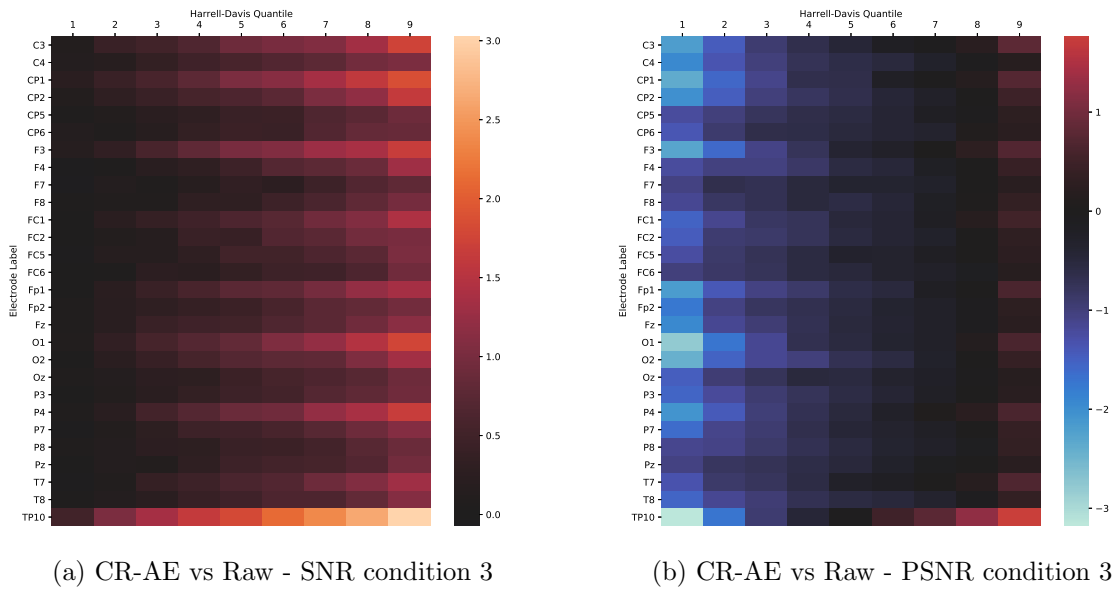 Harrell-Davis Quantile
1 2 3 4 5 6 7 8 9
Electrode Label
C3
C4
CP1
CP2
CP5
CP6
F3
F4
F7
F8
FC1
FC2
FC5
FC6
Fp1
Fp2
Fz
O1
O2
Oz
P3
P4
P7
P8
Pz
T7
T8
TP10
3.0
2.5
2.0
1.5
1.0
0.5
0.0
(a) CR-AE vs Raw - SNR condition 3
Harrell-Davis Quantile
1 2 3 4 5 6 7 8 9
Electrode Label
C3
C4
CP1
CP2
CP5
CP6
F3
F4
F7
F8
FC1
FC2
FC5
FC6
Fp1
Fp2
Fz
O1
O2
Oz
P3
P4
P7
P8
Pz
T7
T8
TP10
1
0
−1
−2
−3
(b) CR-AE vs Raw - PSNR condition 3